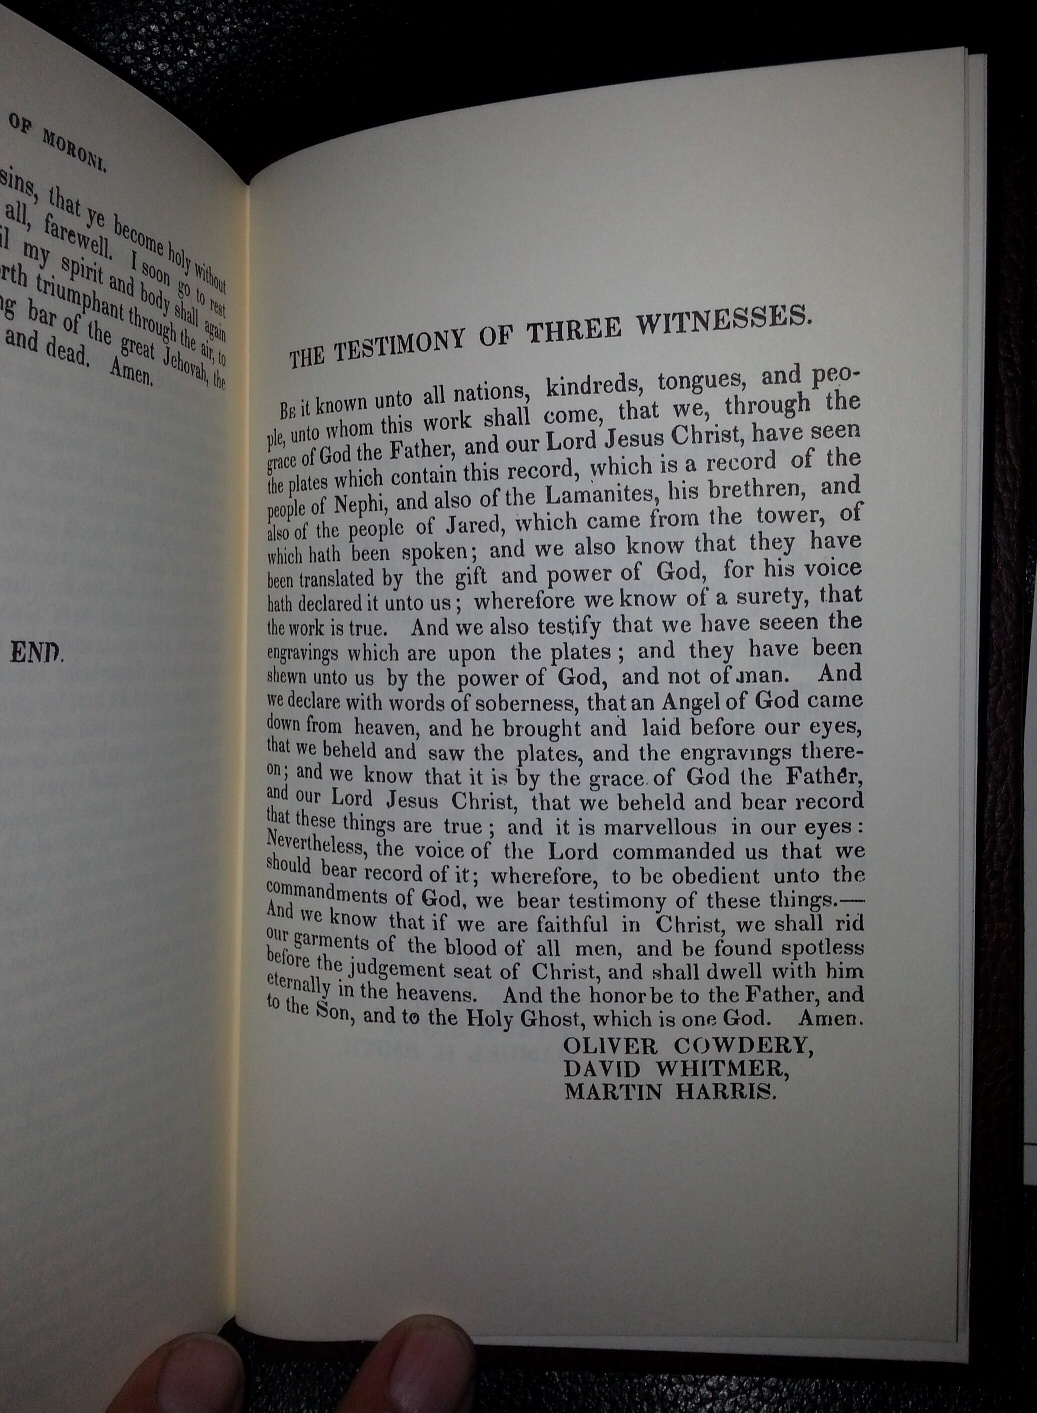 OF MORONI.
sins, that ye become holy without
all, farewell. I soon go to rest
my spirit and body shall again
triumphant through the air, to
bar of the great Jehovah, the
and dead. Amen.
END.
THE TESTIMONY OF THREE WITNESSES.
BE it known unto all nations, kindreds, tongues, and peo-
ple, unto whom this work shall come, that we, through the
grace of God the Father, and our Lord Jesus Christ, have seen
the plates which contain this record, which is a record of the
people of Nephi, and also of the Lamanites, his brethren, and
also of the people of Jared, which came from the tower, of
which hath been spoken; and we also know that they have
been translated by the gift and power of God, for his voice
hath declared it unto us; wherefore we know of a surety, that
the work is true. And we also testify that we have seeen the
engravings which are upon the plates; and they have been
shewn unto us by the power of God, and not of man. And
we declare with words of soberness, that an Angel of God came
down from heaven, and he brought and laid before our eyes,
that we beheld and saw the plates, and the engravings there-
on; and we know that it is by the grace of God the Father,
and our Lord Jesus Christ, that we beheld and bear record
that these things are true; and it is marvellous in our eyes:
Nevertheless, the voice of the Lord commanded us that we
should bear record of it; wherefore, to be obedient unto the
commandments of God, we bear testimony of these things.—
And we know that if we are faithful in Christ, we shall rid
our garments of the blood of all men, and be found spotless
before the judgement seat of Christ, and shall dwell with him
eternally in the heavens. And the honor be to the Father, and
to the Son, and to the Holy Ghost, which is one God. Amen.
OLIVER COWDERY,
DAVID WHITMER,
MARTIN HARRIS.